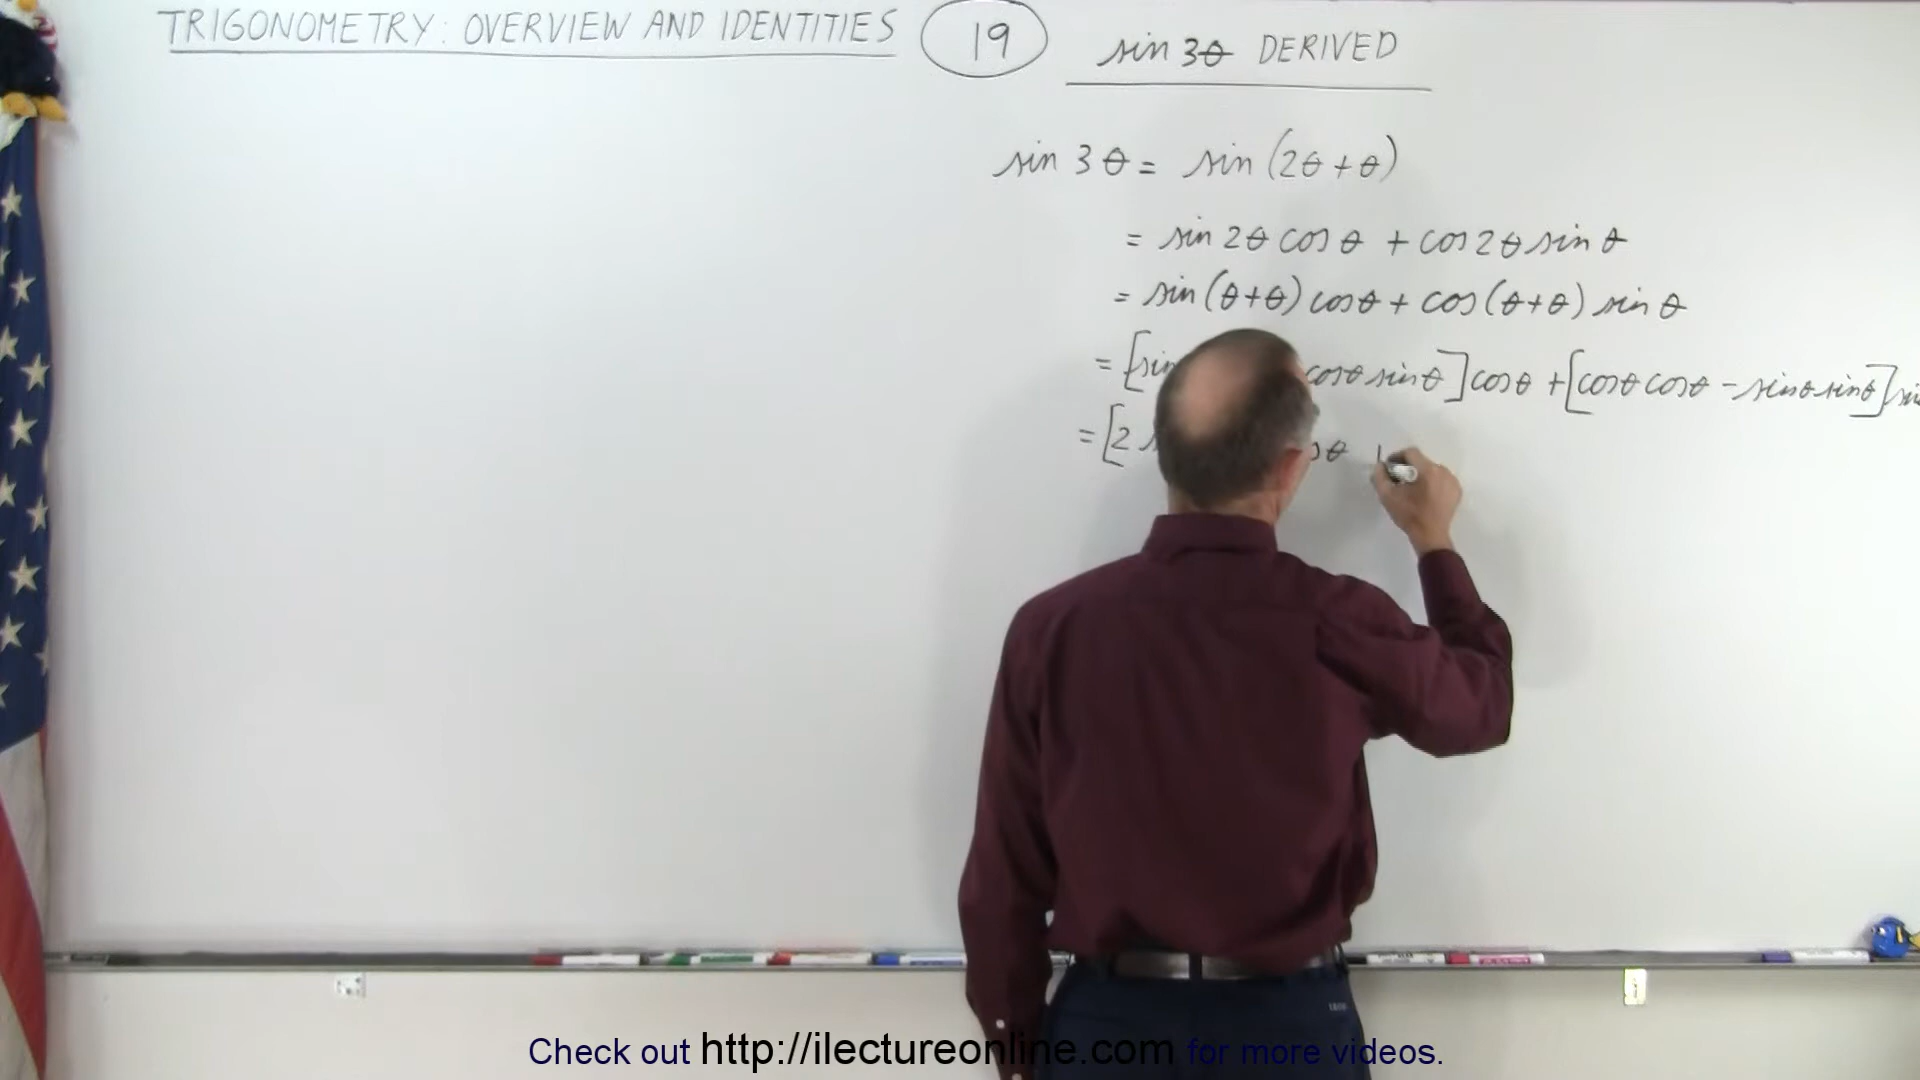 TRIGONOMETRY: OVERVIEW AND IDENTITIES 19 sin 3θ DERIVED
sin 3θ = sin (2θ + θ)
= sin 2θ cos θ + cos 2θ sin θ
= sin (θ+θ) cos θ + cos (θ+θ) sin θ
= [sin cosθ sinθ] cosθ + [cosθ cosθ - sinθ sinθ] sin
= [2 θ
Check out http://ilectureonline.com for more videos.